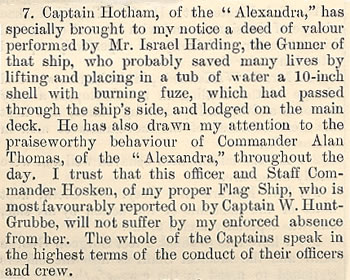 7. Captain Hotham, of the "Alexandra," has
specially brought to my notice a deed of valour
performed by Mr. Israel Harding, the Gunner of
that ship, who probably saved many lives by
lifting and placing in a tub of water a 10-inch
shell with burning fuze, which had passed
through the ship's side, and lodged on the main
deck. He has also drawn my attention to the
praiseworthy behaviour of Commander Alan
Thomas, of the "Alexandra," throughout the
day. I trust that this officer and Staff Com-
mander Hosken, of my proper Flag Ship, who is
most favourably reported on by Captain W. Hunt-
Grubbe, will not suffer by my enforced absence
from her. The whole of the Captains speak in
the highest terms of the conduct of their officers
and crew.